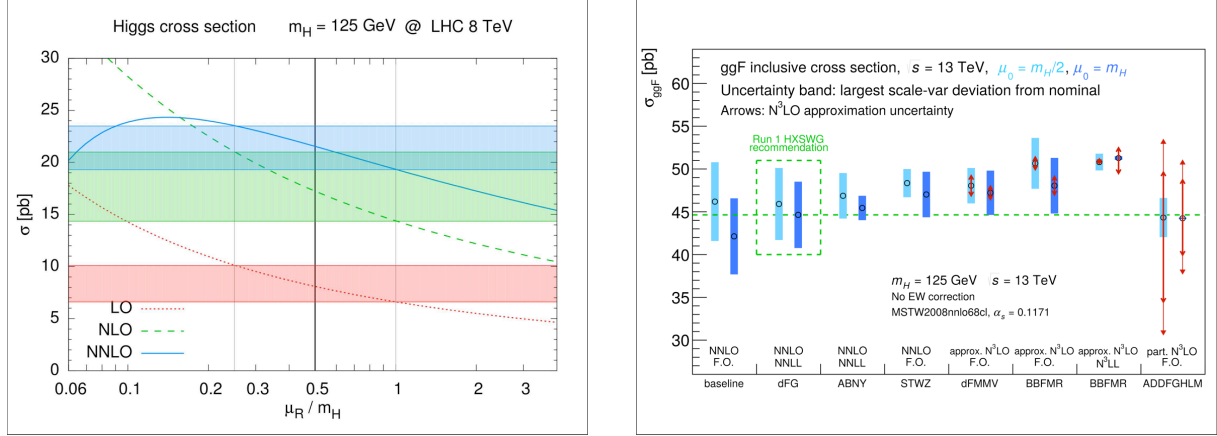 Higgs cross section m_H = 125 GeV @ LHC 8 TeV
σ [pb]
30
25
20
15
10
5
0
LO
NLO
NNLO
0.06 0.1 0.2 0.3 0.5 1 2 3
μ_R / m_H
σ_ggF [pb]
60
55
50
45
40
35
30
ggF inclusive cross section, √s = 13 TeV, μ_0 = m_H/2, μ_0 = m_H
Uncertainty band: largest scale-var deviation from nominal
Arrows: N³LO approximation uncertainty
Run 1 HXSWG
recommendation
m_H = 125 GeV √s = 13 TeV
No EW correction
MSTW2008nnlo68cl, α_s = 0.1171
NNLO NNLO NNLO NNLO approx. N³LO approx. N³LO approx. N³LO part. N³LO
F.O. NNLL NNLL F.O. F.O. F.O. N³LL F.O.
baseline dFG ABNY STWZ dFMMV BBFMR BBFMR ADDFGHLM